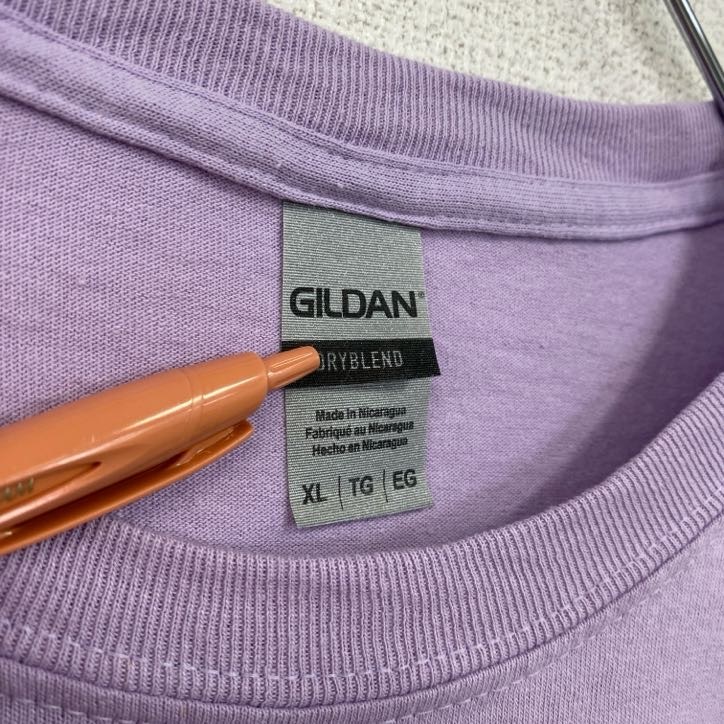 GILDAN®
DRYBLEND
Made in Nicaragua
Fabriqué au Nicaragua
Hecho en Nicaragua
XL | TG | EG